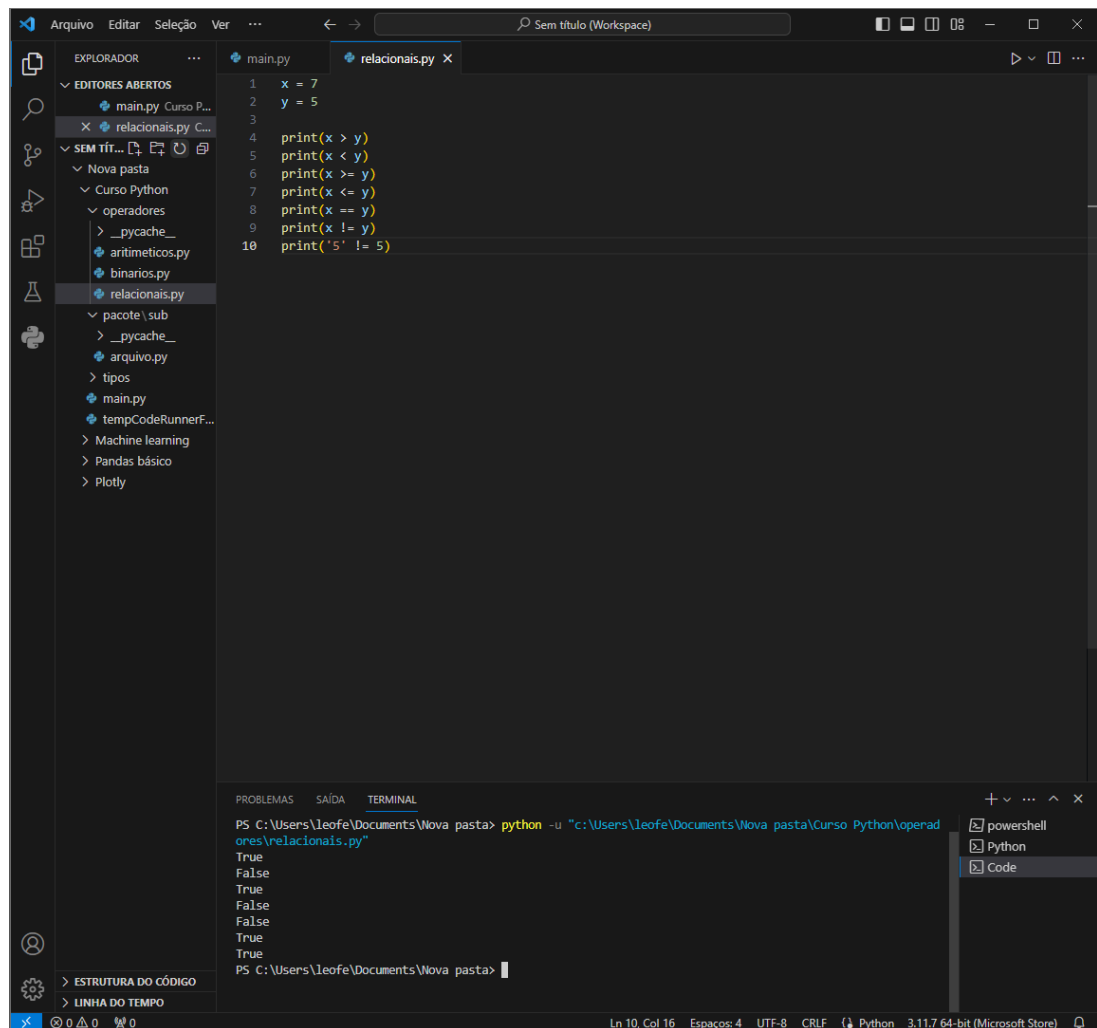 Arquivo Editar Seleção Ver ··· Sem título (Workspace)
EXPLORADOR ···
EDITORES ABERTOS
main.py Curso P...
relacionais.py C...
SEM TÍT...
Nova pasta
Curso Python
operadores
__pycache__
aritimeticos.py
binarios.py
relacionais.py
pacote\sub
__pycache__
arquivo.py
tipos
main.py
tempCodeRunnerF...
Machine learning
Pandas básico
Plotly
ESTRUTURA DO CÓDIGO
LINHA DO TEMPO
main.py relacionais.py
1 x = 7
2 y = 5
3
4 print(x > y)
5 print(x < y)
6 print(x >= y)
7 print(x <= y)
8 print(x == y)
9 print(x != y)
10 print('5' != 5)
PROBLEMAS SAÍDA TERMINAL
PS C:\Users\leofe\Documents\Nova pasta> python -u "c:\Users\leofe\Documents\Nova pasta\Curso Python\operad
ores\relacionais.py"
True
False
True
False
False
True
True
PS C:\Users\leofe\Documents\Nova pasta>
powershell
Python
Code
0 0 0 Ln 10, Col 16 Espaços: 4 UTF-8 CRLF Python 3.11.7 64-bit (Microsoft Store)